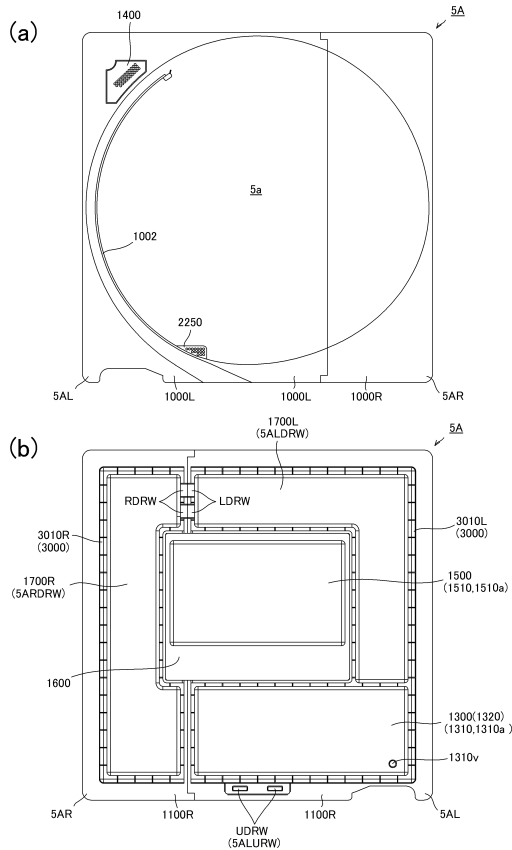 (a)
1400
5A
5a
1002
2250
5AL
1000L
1000L
1000R
5AR
(b)
1700L
(5ALDRW)
5A
RDRW
LDRW
3010R
(3000)
3010L
(3000)
1700R
(5ARDRW)
1500
(1510,1510a)
1600
1300(1320)
(1310,1310a)
1310v
5AR
1100R
UDRW
(5ALURW)
1100R
5AL